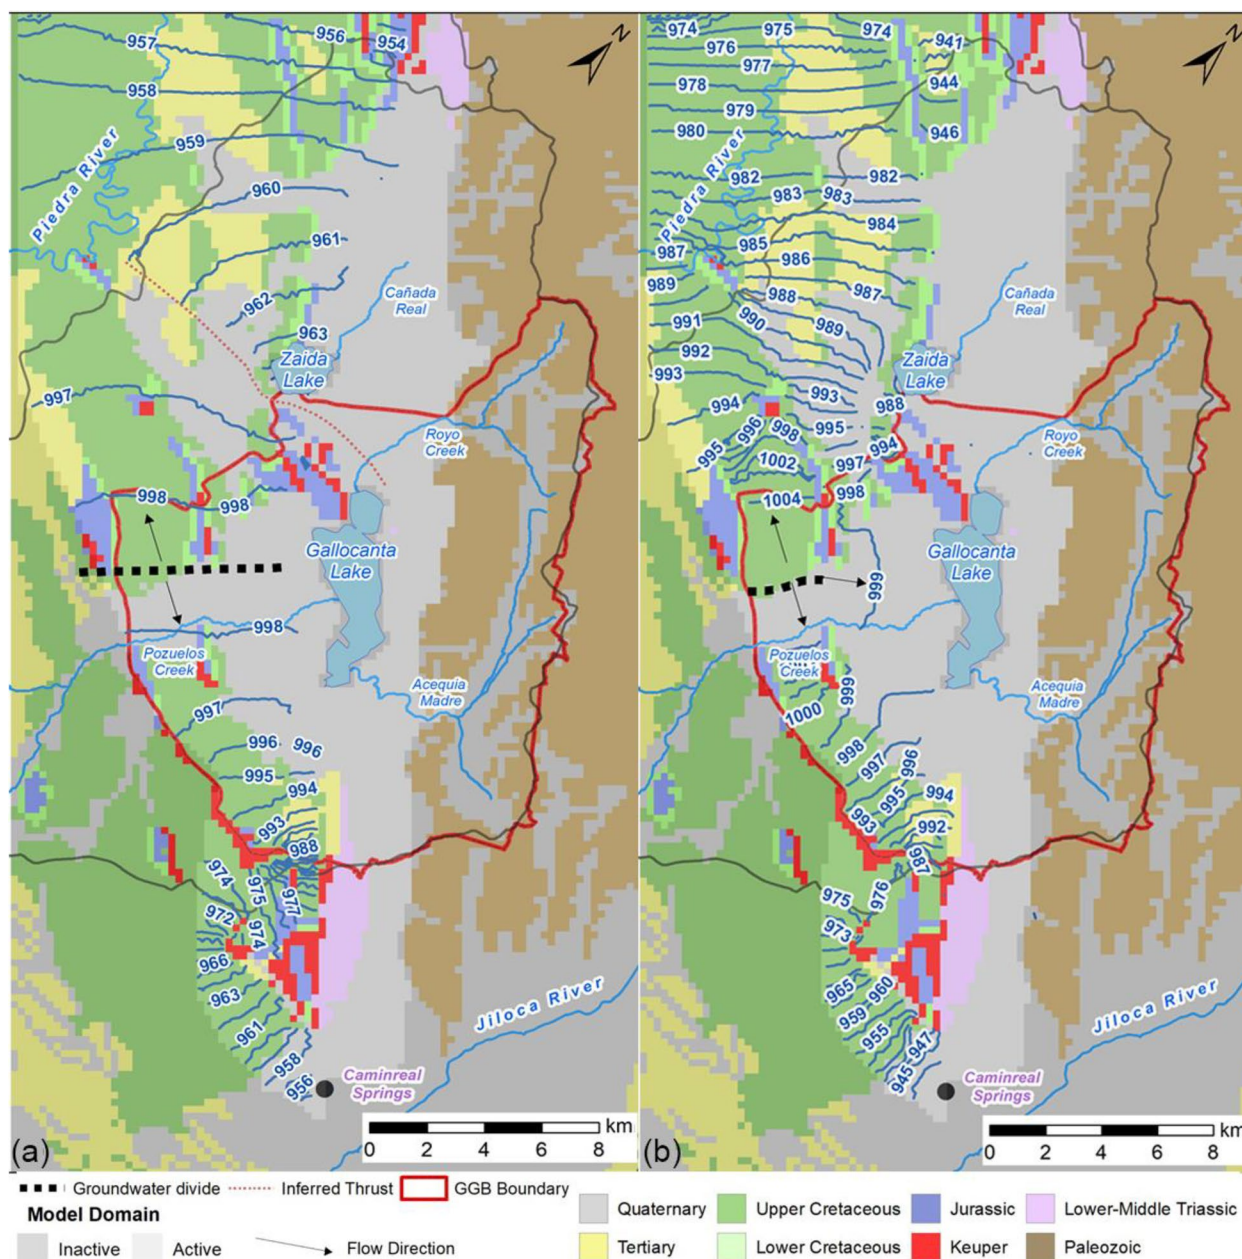 957
956
954
958
959
Piedra River
960
961
962
Cañada
Real
963
Zaida
Lake
997
Royo
Creek
998
998
Gallocanta
Lake
998
Pozuelos
Creek
Acequia
Madre
997
996
996
995
994
993
988
974
975
977
972
974
966
963
961
958
956
Jiloca River
Caminreal
Springs
km
0 2 4 6 8
(a)
N
974
975
974
941
976
977
944
978
979
980
946
Piedra River
982
982
983
983
984
987
985
986
989
988
987
990
989
Cañada
Real
991
992
Zaida
Lake
993
993
988
994
995
996
998
994
995
997
Royo
Creek
1002
998
1004
Gallocanta
Lake
999
Pozuelos
Creek
999
Acequia
Madre
1000
998
997
996
995
994
993
992
987
975
976
973
965
960
959
955
947
945
Jiloca River
Caminreal
Springs
km
0 2 4 6 8
(b)
N
Groundwater divide
Inferred Thrust
GGB Boundary
Model Domain
Inactive
Active
Flow Direction
Quaternary
Upper Cretaceous
Jurassic
Lower-Middle Triassic
Tertiary
Lower Cretaceous
Keuper
Paleozoic